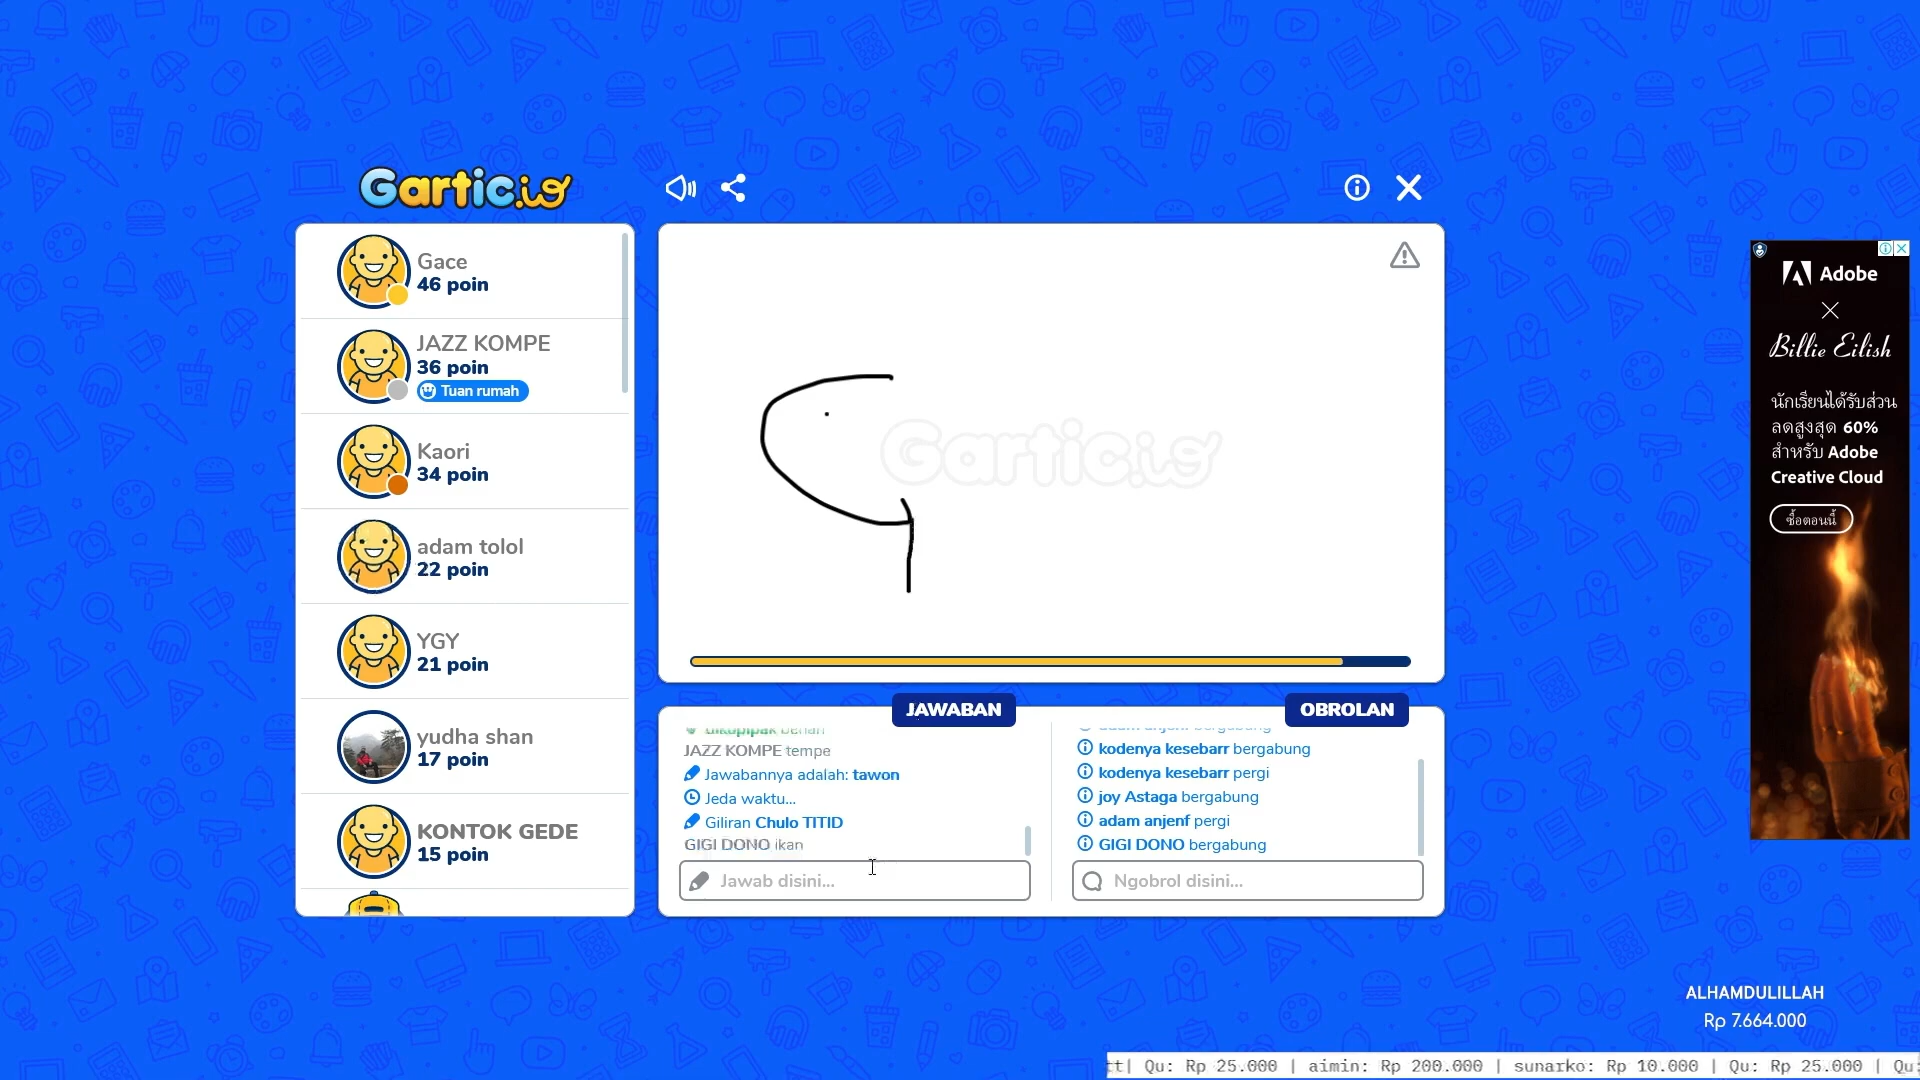 Gartic.io
Gace
46 poin
JAZZ KOMPE
36 poin
Tuan rumah
Kaori
34 poin
adam tolol
22 poin
YGY
21 poin
yudha shan
17 poin
KONTOK GEDE
15 poin
Gartic.io
JAWABAN
JAZZ KOMPE tempe
Jawabannya adalah: tawon
Jeda waktu...
Giliran Chulo TITID
GIGI DONO ikan
Jawab disini...
OBROLAN
adam anjenf bergabung
kodenya kesebarr bergabung
kodenya kesebarr pergi
joy Astaga bergabung
adam anjenf pergi
GIGI DONO bergabung
Ngobrol disini...
Adobe
Billie Eilish
นักเรียนได้รับส่วน
ลดสูงสุด 60%
สำหรับ Adobe
Creative Cloud
ซื้อตอนนี้
ALHAMDULILLAH
Rp 7.664.000
tt| Qu: Rp 25.000 | aimin: Rp 200.000 | sunarko: Rp 10.000 | Qu: Rp 25.000 | Qu: